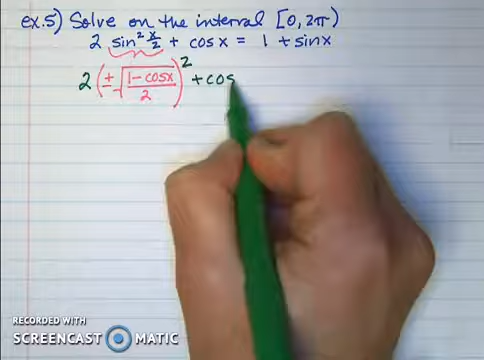 ex.5) Solve on the interval [0, 2π)
2 sin² x/2 + cos x = 1 + sin x
2 (± √(1 - cos x / 2))² + cos
RECORDED WITH
SCREENCAST MATIC